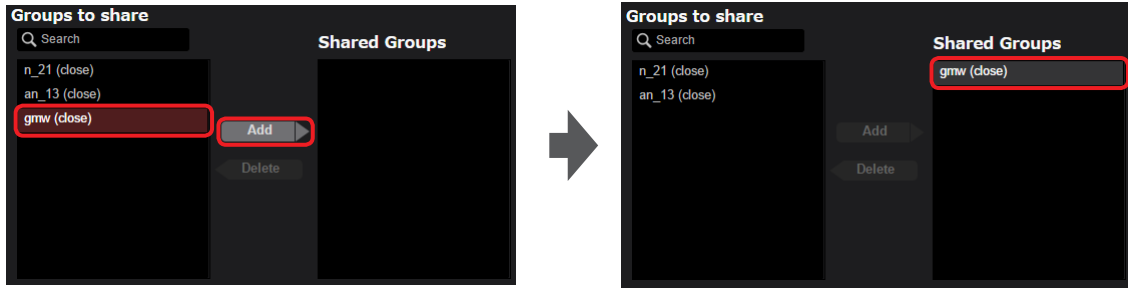 Groups to share
Search
Shared Groups
n_21 (close)
an_13 (close)
gmw (close)
Add
Delete
Groups to share
Search
Shared Groups
n_21 (close)
an_13 (close)
gmw (close)
Add
Delete